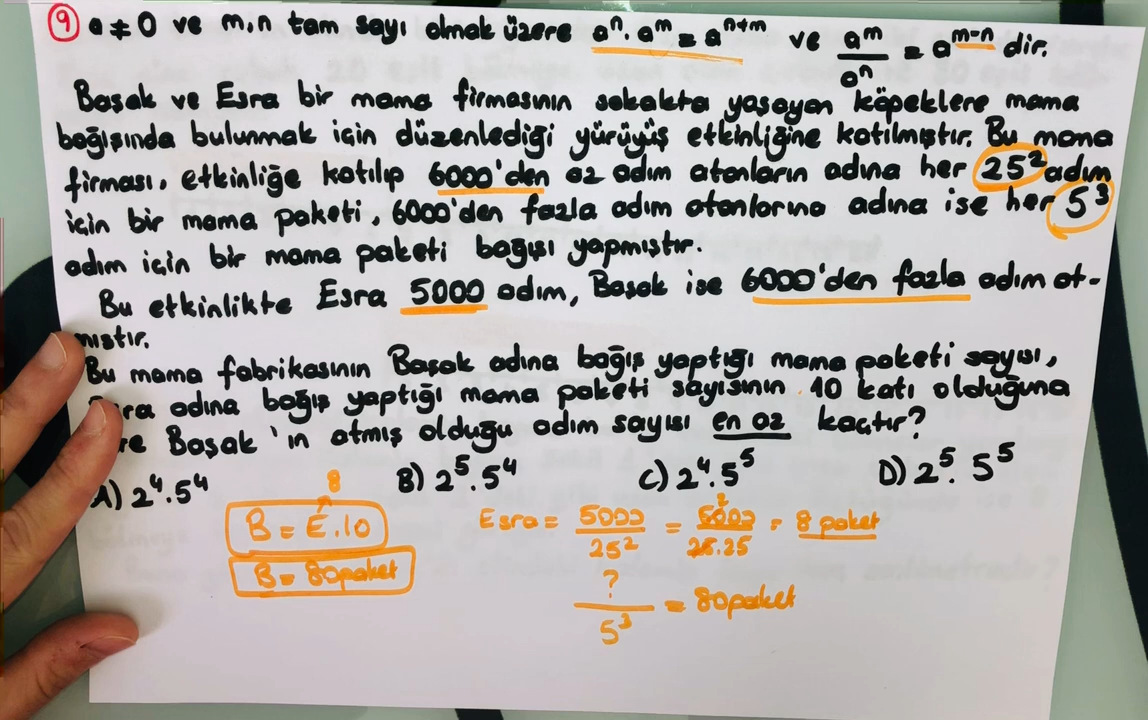 9 a ≠ 0 ve m,n tam sayı olmak üzere aⁿ . aᵐ = aⁿ⁺ᵐ ve aᵐ/aⁿ = aᵐ⁻ⁿ dir.
Başak ve Esra bir mama firmasının sokakta yaşayan köpeklere mama
bağışında bulunmak için düzenlediği yürüyüş etkinliğine katılmıştır. Bu mama
firması, etkinliğe katılıp 6000'den az adım atanların adına her 25² adım
için bir mama paketi, 6000'den fazla adım atanlarına adına ise her 5³
adım için bir mama paketi bağışı yapmıştır.
Bu etkinlikte Esra 5000 adım, Başak ise 6000'den fazla adım at-
mıştır.
Bu mama fabrikasının Başak adına bağış yaptığı mama paketi sayısı,
adına bağış yaptığı mama paketi sayısının 10 katı olduğuna
Başak'ın atmış olduğu adım sayısı en az kaçtır?
A) 2⁴.5⁴ B) 2⁵.5⁴ C) 2⁴.5⁵ D) 2⁵.5⁵
8
B = E.10
B = 80 paket
Esra = 5000/25² = 5000/25.25 = 8 paket
2
?/5³ = 80 paket